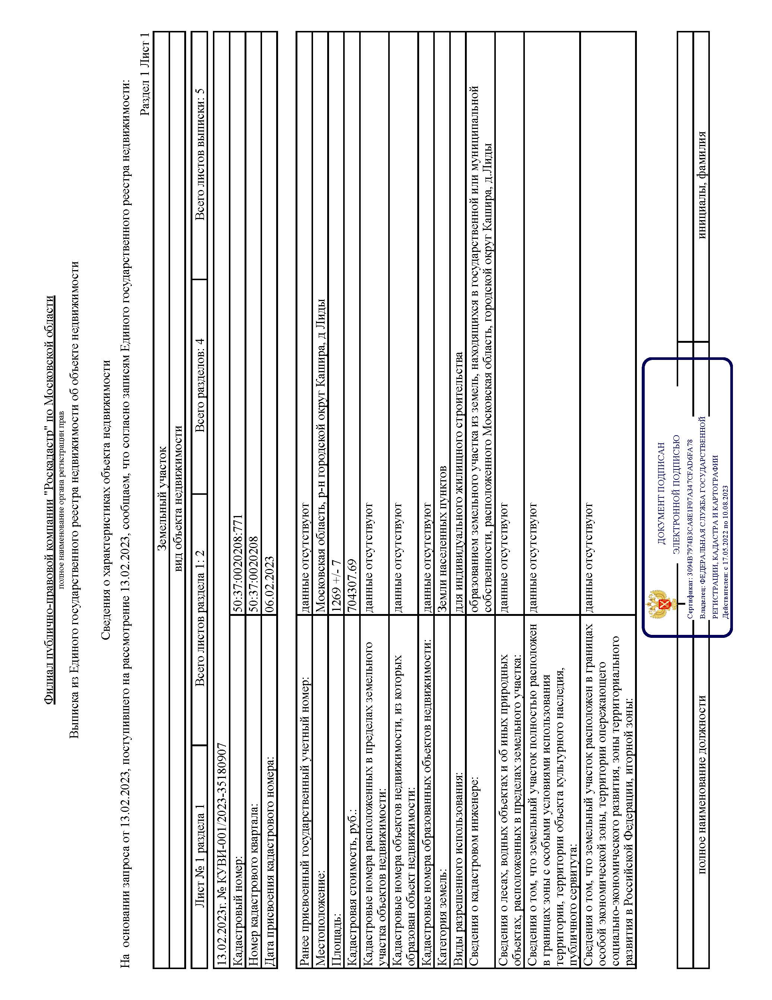 Филиал публично-правовой компании "Роскадастр" по Московской области
полное наименование органа регистрации прав
Выписка из Единого государственного реестра недвижимости об объекте недвижимости
Сведения о характеристиках объекта недвижимости
На основании запроса от 13.02.2023, поступившего на рассмотрение 13.02.2023, сообщаем, что согласно записям Единого государственного реестра недвижимости:
Раздел 1 Лист 1
Земельный участок
вид объекта недвижимости
Лист № 1 раздела 1 Всего листов раздела 1: 2 Всего разделов: 4 Всего листов выписки: 5
13.02.2023г. № КУВИ-001/2023-35180907
Кадастровый номер: 50:37:0020208:771
Номер кадастрового квартала: 50:37:0020208
Дата присвоения кадастрового номера: 06.02.2023
Ранее присвоенный государственный учетный номер: данные отсутствуют
Местоположение: Московская область, р-н городской округ Кашира, д Лиды
Площадь: 1269 +/- 7
Кадастровая стоимость, руб.: 704307.69
Кадастровые номера расположенных в пределах земельного данные отсутствуют
участка объектов недвижимости:
Кадастровые номера объектов недвижимости, из которых данные отсутствуют
образован объект недвижимости:
Кадастровые номера образованных объектов недвижимости: данные отсутствуют
Категория земель: Земли населенных пунктов
Виды разрешенного использования: для индивидуального жилищного строительства
Сведения о кадастровом инженере: образованием земельного участка из земель, находящихся в государственной или муниципальной
собственности, расположенного Московская область, городской округ Кашира, д.Лиды
Сведения о лесах, водных объектах и об иных природных данные отсутствуют
объектах, расположенных в пределах земельного участка:
Сведения о том, что земельный участок полностью расположен данные отсутствуют
в границах зоны с особыми условиями использования
территории, территории объекта культурного наследия,
публичного сервитута:
Сведения о том, что земельный участок расположен в границах данные отсутствуют
особой экономической зоны, территории опережающего
социально-экономического развития, зоны территориального
развития в Российской Федерации, игорной зоны:
ДОКУМЕНТ ПОДПИСАН
ЭЛЕКТРОННОЙ ПОДПИСЬЮ
Сертификат: 3094B7974B3CA8E1F07A347CFAD6FA78
Владелец: ФЕДЕРАЛЬНАЯ СЛУЖБА ГОСУДАРСТВЕННОЙ
РЕГИСТРАЦИИ, КАДАСТРА И КАРТОГРАФИИ
Действителен: с 17.05.2022 по 10.08.2023
полное наименование должности инициалы, фамилия